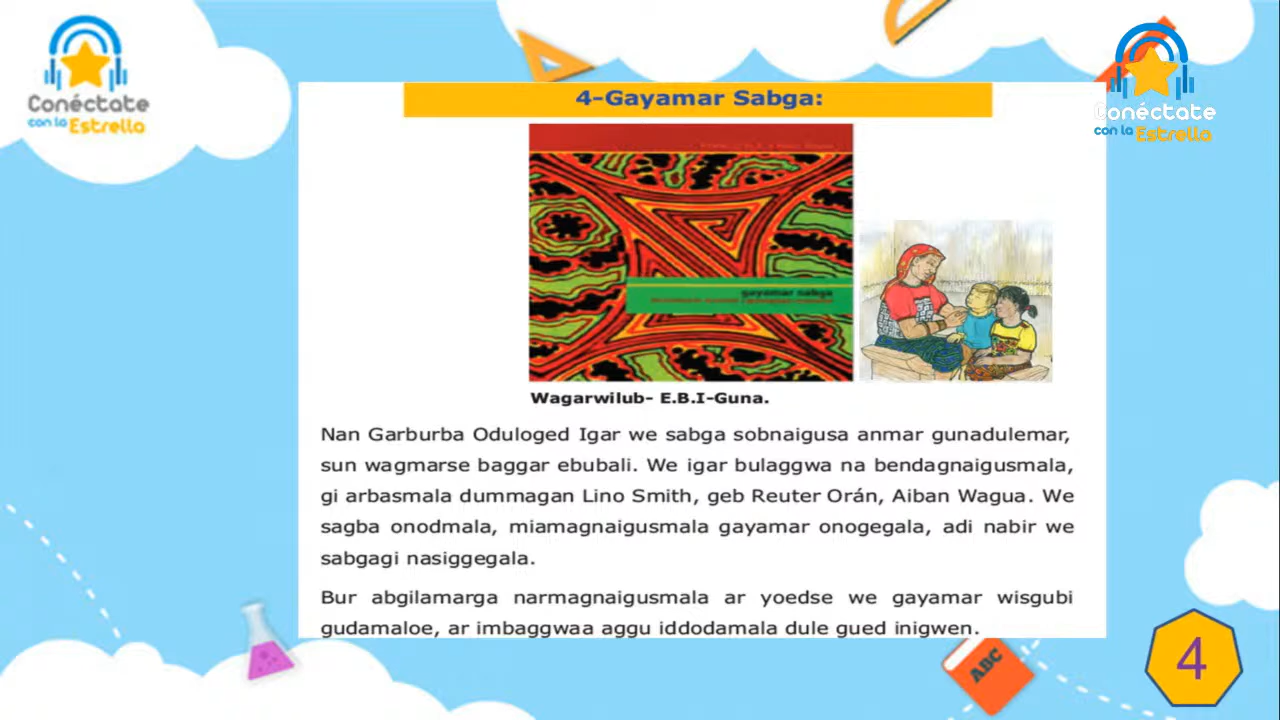 Conéctate
con la Estrella
Conéctate
con la Estrella
4-Gayamar Sabga:
gayamar sabga
Wagarwilub- E.B.I-Guna.
Nan Garburba Oduloged Igar we sabga sobnaigusa anmar gunadulemar,
sun wagmarse baggar ebubali. We igar bulaggwa na bendagnaigusmala,
gi arbasmala dummagan Lino Smith, geb Reuter Orán, Aiban Wagua. We
sagba onodmala, miamagnaigusmala gayamar onogegala, adi nabir we
sabgagi nasiggegala.
Bur abgilamarga narmagnaigusmala ar yoedse we gayamar wisgubi
gudamaloe, ar imbaggwaa aggu iddodamala dule gued inigwen.
ABC
4